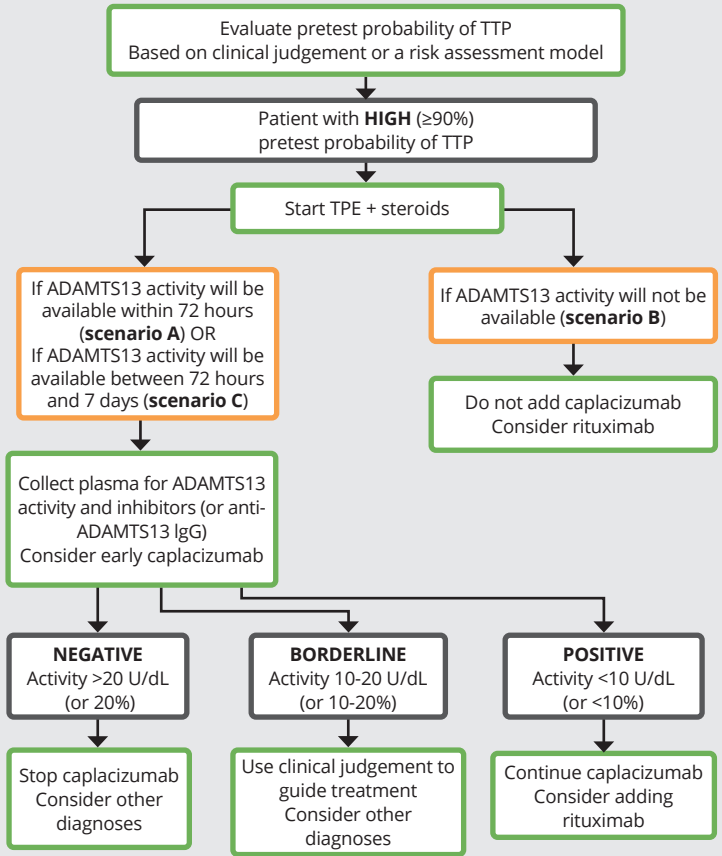 Evaluate pretest probability of TTP
Based on clinical judgement or a risk assessment model
Patient with HIGH (≥90%)
pretest probability of TTP
Start TPE + steroids
If ADAMTS13 activity will be
available within 72 hours
(scenario A) OR
If ADAMTS13 activity will be
available between 72 hours
and 7 days (scenario C)
If ADAMTS13 activity will not be
available (scenario B)
Do not add caplacizumab
Consider rituximab
Collect plasma for ADAMTS13
activity and inhibitors (or anti-
ADAMTS13 IgG)
Consider early caplacizumab
NEGATIVE
Activity >20 U/dL
(or 20%)
BORDERLINE
Activity 10-20 U/dL
(or 10-20%)
POSITIVE
Activity <10 U/dL
(or <10%)
Stop caplacizumab
Consider other
diagnoses
Use clinical judgement to
guide treatment
Consider other
diagnoses
Continue caplacizumab
Consider adding
rituximab